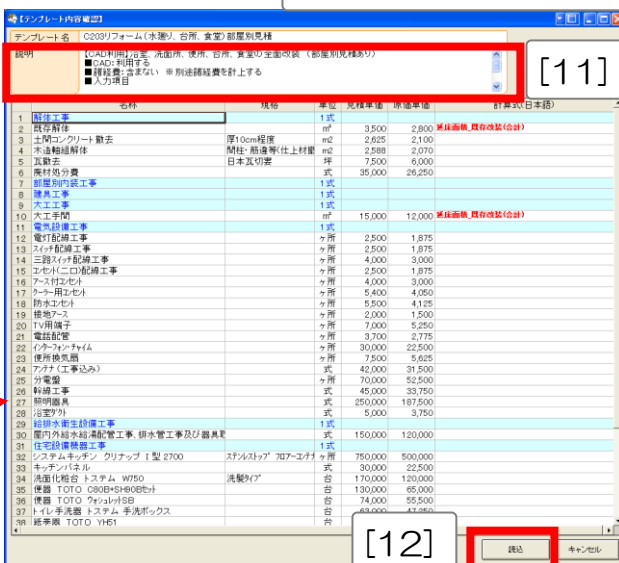 【テンプレート内容確認】
テンプレート名 C203リフォーム(水廻り、台所、食堂)部屋別見積
説明 【CAD利用】浴室、洗面所、便所、台所、食堂の全面改装 (部屋別見積あり)
■CAD:利用する
■諸経費:含まない ※別途諸経費を計上する
■入力項目
[11]
名称 規格 単位 見積単価 原価単価 計算式(日本語)
1 解体工事 1式
2 既存解体 m² 3,500 2,800 延床面積_既存改装(合計)
3 土間コンクリート撤去 厚10cm程度 m2 2,625 2,100
4 木造軸組解体 間柱・筋違等(仕上材 m2 2,588 2,070
5 瓦撤去 日本瓦切妻 坪 7,500 6,000
6 廃材処分費 式 35,000 26,250
7 部屋別内装工事 1式
8 建具工事 1式
9 大工工事 1式
10 大工手間 m² 15,000 12,000 延床面積_既存改装(合計)
11 電気設備工事 1式
12 電灯配線工事 ヶ所 2,500 1,875
13 スイッチ配線工事 ヶ所 2,500 1,875
14 三路スイッチ配線工事 ヶ所 4,000 3,000
15 コンセント(二口)配線工事 ヶ所 2,500 1,875
16 アース付コンセント ヶ所 4,000 3,000
17 クーラー用コンセント ヶ所 5,400 4,050
18 防水コンセント ヶ所 5,500 4,125
19 接地アース ヶ所 2,000 1,500
20 TV用端子 ヶ所 7,000 5,250
21 電話配管 ヶ所 3,700 2,775
22 インターフォン・チャイム ヶ所 30,000 22,500
23 便所換気扇 ヶ所 7,500 5,625
24 アンテナ(工事込み) 式 42,000 31,500
25 分電盤 ヶ所 70,000 52,500
26 幹線工事 式 45,000 33,750
27 照明器具 式 250,000 187,500
28 浴室ダクト 式 5,000 3,750
29 給排水衛生設備工事 1式
30 屋内外給水給湯配管工事、排水管工事及び器具取 式 150,000 120,000
31 住宅設備機器工事 1式
32 システムキッチン クリナップ I型 2700 ステンレストップ フロアーコンテナ ヶ所 750,000 500,000
33 キッチンパネル 式 30,000 22,500
34 洗面化粧台 トステム W750 洗髪タイプ 台 170,000 120,000
35 便器 TOTO C80B+SH90Bセット 台 130,000 65,000
36 便器 TOTO ウォシュレットSB 台 74,000 55,500
37 トイレ手洗器 トステム 手洗ボックス 台 63,000 47,250
38 紙巻器 TOTO YH51 台
[12]
読込 キャンセル